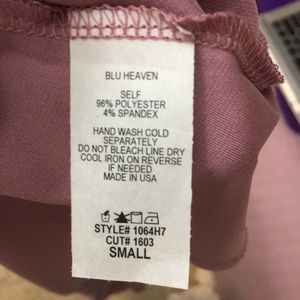 BLU HEAVEN
SELF
96% POLYESTER
4% SPANDEX
HAND WASH COLD
SEPARATELY
DO NOT BLEACH LINE DRY
COOL IRON ON REVERSE
IF NEEDED
MADE IN USA
STYLE# 1064H7
CUT# 1603
SMALL